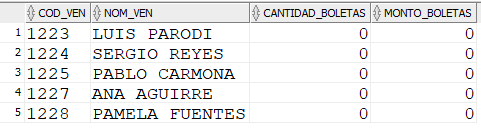 COD_VEN NOM_VEN CANTIDAD_BOLETAS MONTO_BOLETAS
1 1223 LUIS PARODI 0 0
2 1224 SERGIO REYES 0 0
3 1225 PABLO CARMONA 0 0
4 1227 ANA AGUIRRE 0 0
5 1228 PAMELA FUENTES 0 0